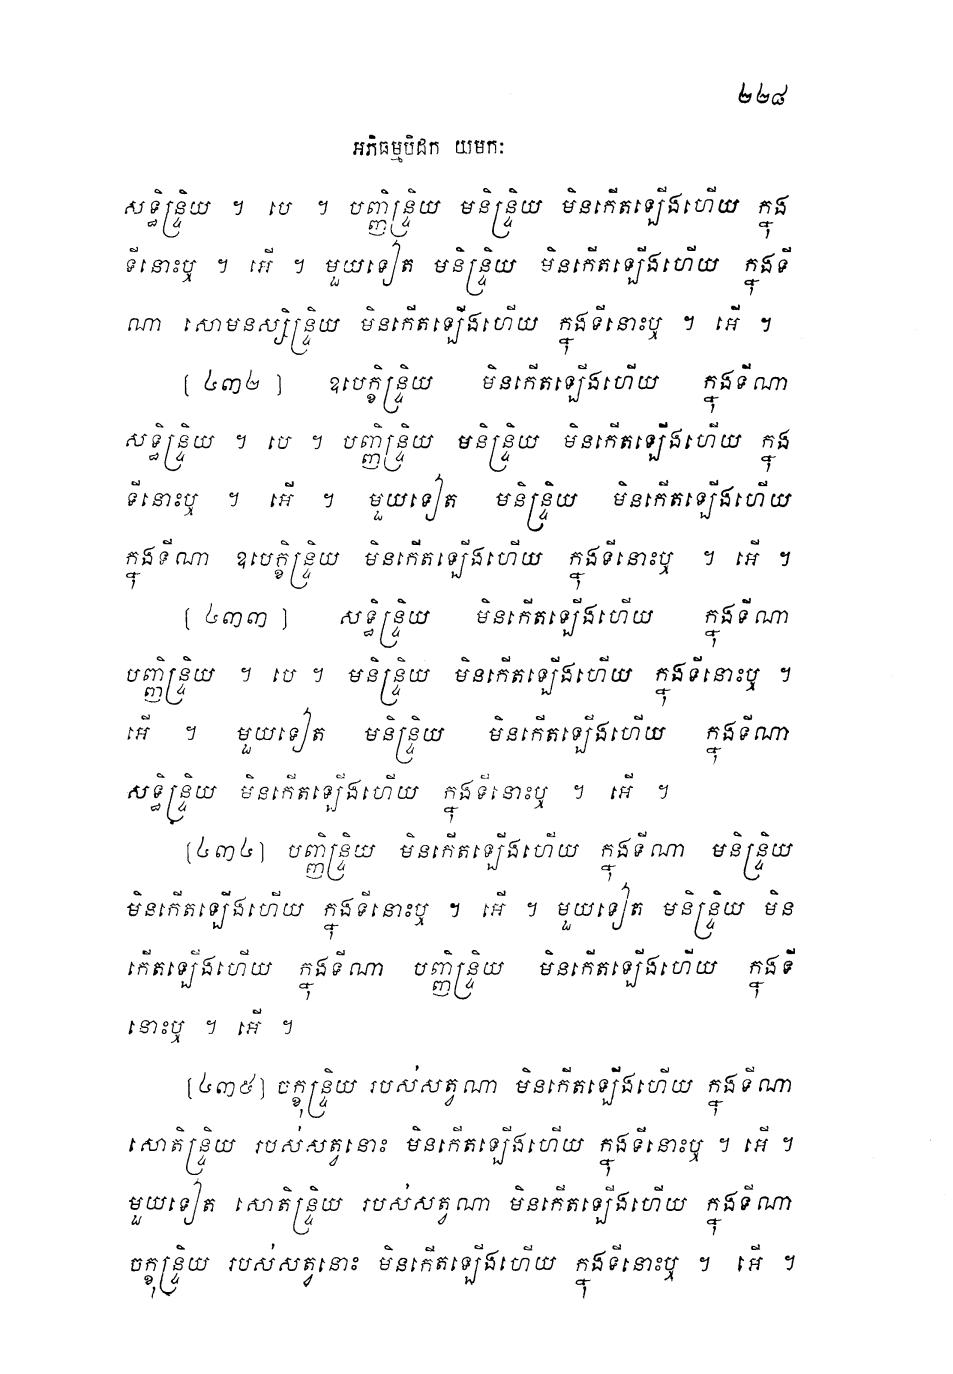 ២២៨
អភិធម្មបិដក យមកៈ
សទ្ធិន្ទ្រិយ ។ បេ ។ បញ្ញិន្ទ្រិយ មនិន្ទ្រិយ មិនកើតឡើងហើយ ក្នុង
ទីនោះឬ ។ អើ ។ មួយទៀត មនិន្ទ្រិយ មិនកើតឡើងហើយ ក្នុងទី
ណា សោមនស្សិន្ទ្រិយ មិនកើតឡើងហើយ ក្នុងទីនោះឬ ។ អើ ។
[ ៤៣២ ] ឧបេក្ខិន្ទ្រិយ មិនកើតឡើងហើយ ក្នុងទីណា
សទ្ធិន្ទ្រិយ ។ បេ ។ បញ្ញិន្ទ្រិយ មនិន្ទ្រិយ មិនកើតឡើងហើយ ក្នុង
ទីនោះឬ ។ អើ ។ មួយទៀត មនិន្ទ្រិយ មិនកើតឡើងហើយ
ក្នុងទីណា ឧបេក្ខិន្ទ្រិយ មិនកើតឡើងហើយ ក្នុងទីនោះឬ ។ អើ ។
[ ៤៣៣ ] សទ្ធិន្ទ្រិយ មិនកើតឡើងហើយ ក្នុងទីណា
បញ្ញិន្ទ្រិយ ។ បេ ។ មនិន្ទ្រិយ មិនកើតឡើងហើយ ក្នុងទីនោះឬ ។
អើ ។ មួយទៀត មនិន្ទ្រិយ មិនកើតឡើងហើយ ក្នុងទីណា
សទ្ធិន្ទ្រិយ មិនកើតឡើងហើយ ក្នុងទីនោះឬ ។ អើ ។
[៤៣៤] បញ្ញិន្ទ្រិយ មិនកើតឡើងហើយ ក្នុងទីណា មនិន្ទ្រិយ
មិនកើតឡើងហើយ ក្នុងទីនោះឬ ។ អើ ។ មួយទៀត មនិន្ទ្រិយ មិន
កើតឡើងហើយ ក្នុងទីណា បញ្ញិន្ទ្រិយ មិនកើតឡើងហើយ ក្នុងទី
នោះឬ ។ អើ ។
[៤៣៥] ចក្ខុន្ទ្រិយ របស់សត្វណា មិនកើតឡើងហើយ ក្នុងទីណា
សោតិន្ទ្រិយ របស់សត្វនោះ មិនកើតឡើងហើយ ក្នុងទីនោះឬ ។ អើ ។
មួយទៀត សោតិន្ទ្រិយ របស់សត្វណា មិនកើតឡើងហើយ ក្នុងទីណា
ចក្ខុន្ទ្រិយ របស់សត្វនោះ មិនកើតឡើងហើយ ក្នុងទីនោះឬ ។ អើ ។